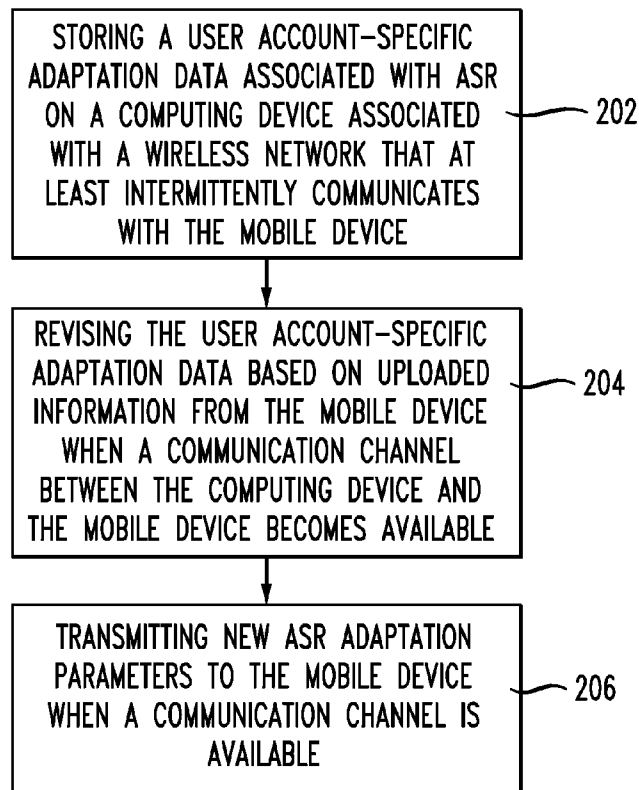 STORING A USER ACCOUNT-SPECIFIC
ADAPTATION DATA ASSOCIATED WITH ASR
ON A COMPUTING DEVICE ASSOCIATED
WITH A WIRELESS NETWORK THAT AT
LEAST INTERMITTENTLY COMMUNICATES
WITH THE MOBILE DEVICE
202
REVISING THE USER ACCOUNT-SPECIFIC
ADAPTATION DATA BASED ON UPLOADED
INFORMATION FROM THE MOBILE DEVICE
WHEN A COMMUNICATION CHANNEL
BETWEEN THE COMPUTING DEVICE AND
THE MOBILE DEVICE BECOMES AVAILABLE
204
TRANSMITTING NEW ASR ADAPTATION
PARAMETERS TO THE MOBILE DEVICE
WHEN A COMMUNICATION CHANNEL IS
AVAILABLE
206